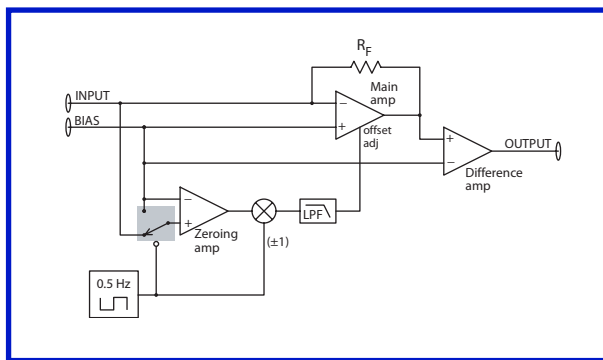 R_F
INPUT
Main
amp
−
BIAS
+
offset
adj
+
OUTPUT
−
Difference
amp
−
+
Zeroing
amp
LPF
(±1)
0.5 Hz